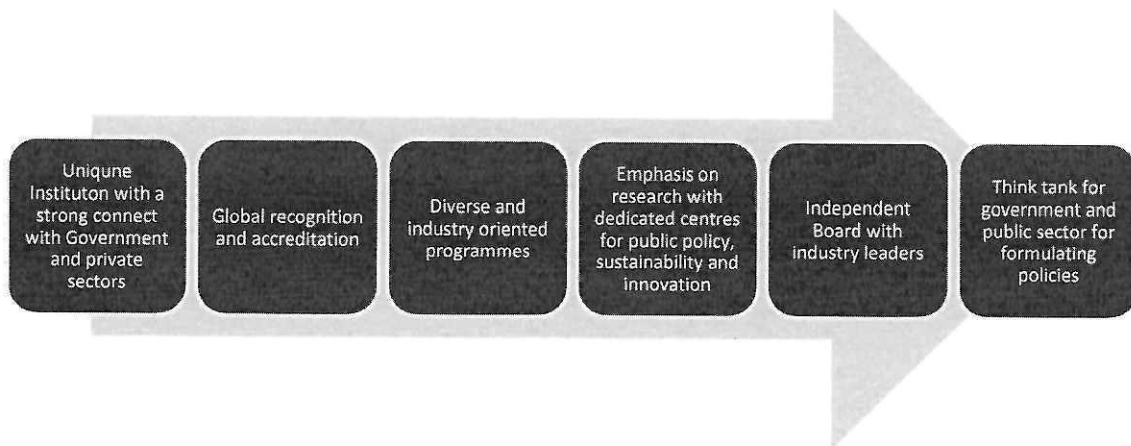 Uniqune
Instituton with a
strong connect
with Government
and private
sectors
Global recognition
and accreditation
Diverse and
industry oriented
programmes
Emphasis on
research with
dedicated centres
for public policy,
sustainability and
innovation
Independent
Board with
industry leaders
Think tank for
government and
public sector for
formulating
policies